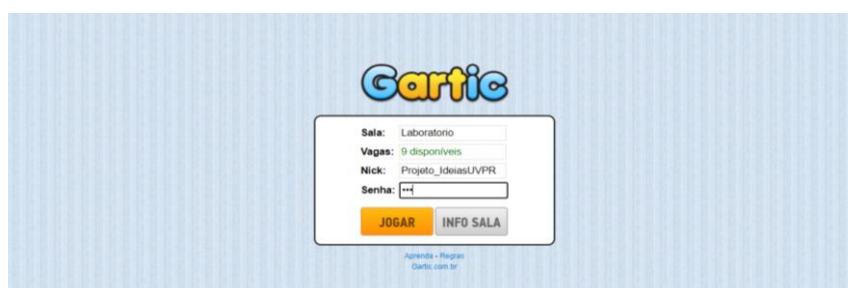 Gartic
Sala: Laboratorio
Vagas: 9 disponíveis
Nick: Projeto_IdeiasUVPR
Senha: •••
JOGAR INFO SALA
Aprenda - Regras
Gartic.com.br